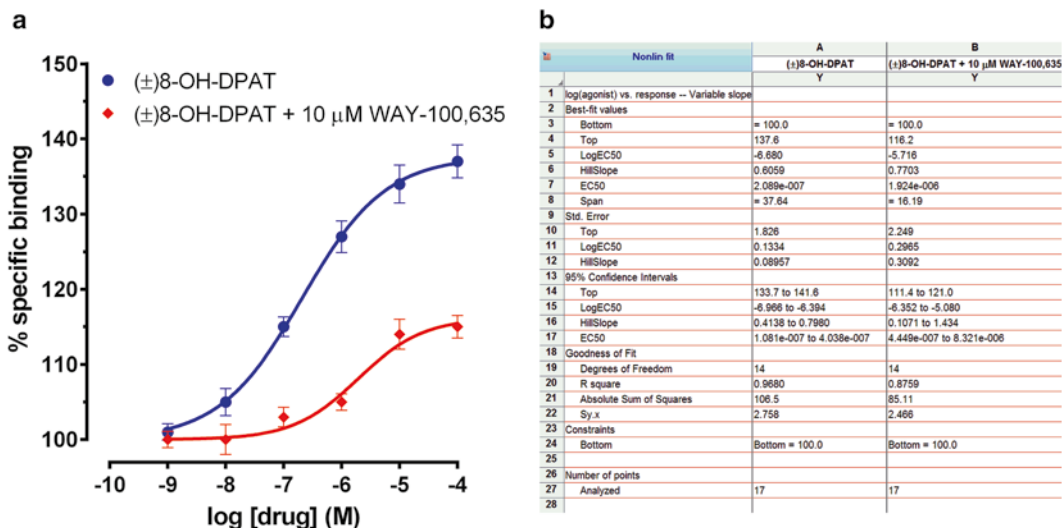 a
150
140
130
120
110
100
% specific binding
(±)8-OH-DPAT
(±)8-OH-DPAT + 10 μM WAY-100,635
-10 -9 -8 -7 -6 -5 -4
log [drug] (M)
b
Nonlin fit A B
(±)8-OH-DPAT (±)8-OH-DPAT + 10 μM WAY-100,635
Y Y
1 log(agonist) vs. response -- Variable slope
2 Best-fit values
3 Bottom = 100.0 = 100.0
4 Top 137.6 116.2
5 LogEC50 -6.680 -5.716
6 HillSlope 0.6059 0.7703
7 EC50 2.089e-007 1.924e-006
8 Span = 37.64 = 16.19
9 Std. Error
10 Top 1.826 2.249
11 LogEC50 0.1334 0.2965
12 HillSlope 0.08957 0.3092
13 95% Confidence Intervals
14 Top 133.7 to 141.6 111.4 to 121.0
15 LogEC50 -6.966 to -6.394 -6.352 to -5.080
16 HillSlope 0.4138 to 0.7980 0.1071 to 1.434
17 EC50 1.081e-007 to 4.038e-007 4.449e-007 to 8.321e-006
18 Goodness of Fit
19 Degrees of Freedom 14 14
20 R square 0.9680 0.8759
21 Absolute Sum of Squares 106.5 85.11
22 Sy.x 2.758 2.466
23 Constraints
24 Bottom Bottom = 100.0 Bottom = 100.0
25
26 Number of points
27 Analyzed 17 17
28